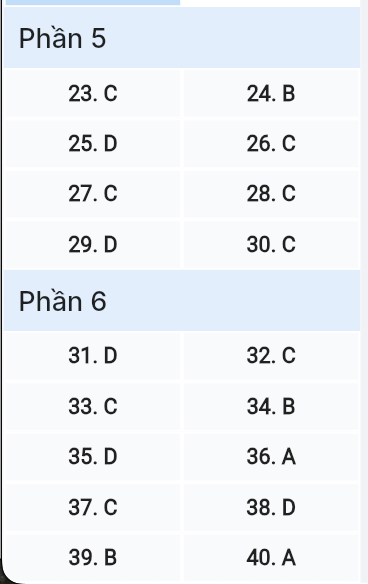 Phần 5
23. C 24. B
25. D 26. C
27. C 28. C
29. D 30. C
Phần 6
31. D 32. C
33. C 34. B
35. D 36. A
37. C 38. D
39. B 40. A